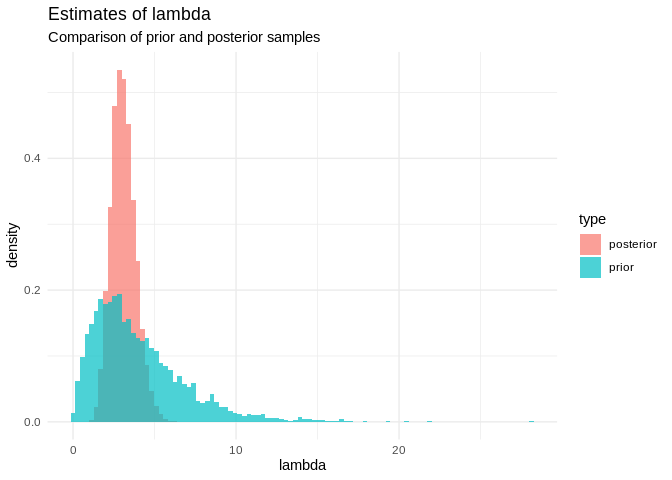 Estimates of lambda
Comparison of prior and posterior samples
density
0.4
0.2
0.0
0
10
20
lambda
type
posterior
prior